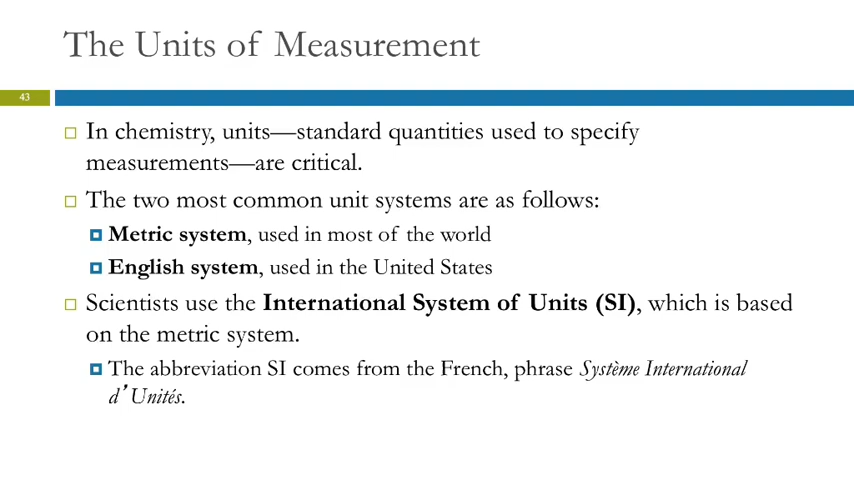 The Units of Measurement
43
In chemistry, units—standard quantities used to specify
measurements—are critical.
The two most common unit systems are as follows:
Metric system, used in most of the world
English system, used in the United States
Scientists use the International System of Units (SI), which is based
on the metric system.
The abbreviation SI comes from the French, phrase Système International
d’Unités.